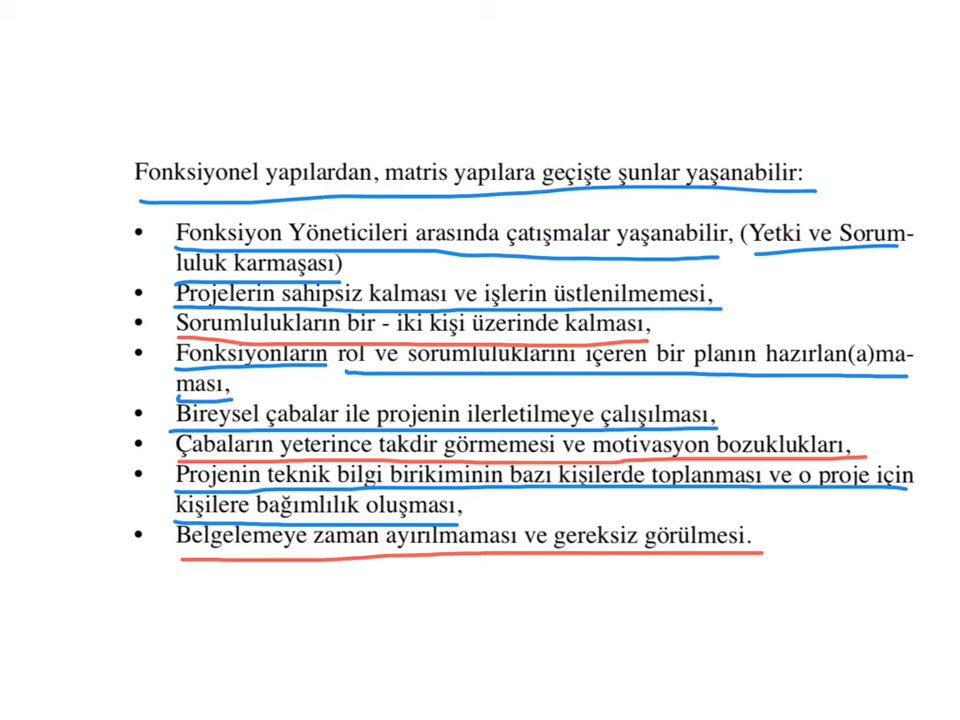 Fonksiyonel yapılardan, matris yapılara geçişte şunlar yaşanabilir:
• Fonksiyon Yöneticileri arasında çatışmalar yaşanabilir, (Yetki ve Sorum-
luluk karmaşası)
• Projelerin sahipsiz kalması ve işlerin üstlenilmemesi,
• Sorumlulukların bir - iki kişi üzerinde kalması,
• Fonksiyonların rol ve sorumluluklarını içeren bir planın hazırlan(a)ma-
ması,
• Bireysel çabalar ile projenin ilerletilmeye çalışılması,
• Çabaların yeterince takdir görmemesi ve motivasyon bozuklukları,
• Projenin teknik bilgi birikiminin bazı kişilerde toplanması ve o proje için
kişilere bağımlılık oluşması,
• Belgelemeye zaman ayırılmaması ve gereksiz görülmesi.